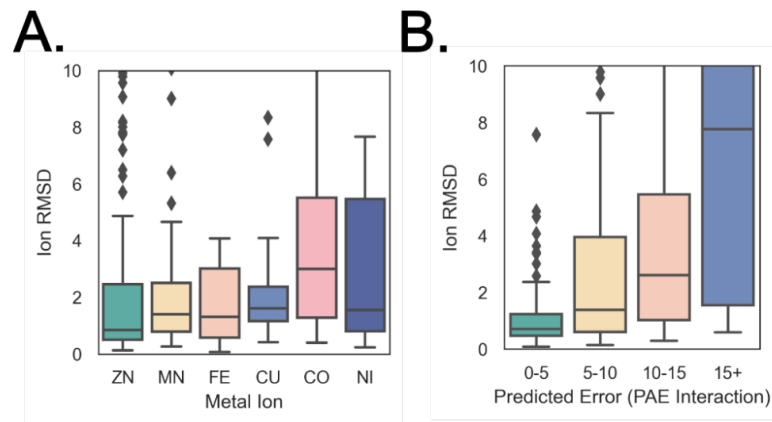 A.
Ion RMSD
10
8
6
4
2
0
ZN MN FE CU CO NI
Metal Ion
B.
Ion RMSD
10
8
6
4
2
0
0-5 5-10 10-15 15+
Predicted Error (PAE Interaction)